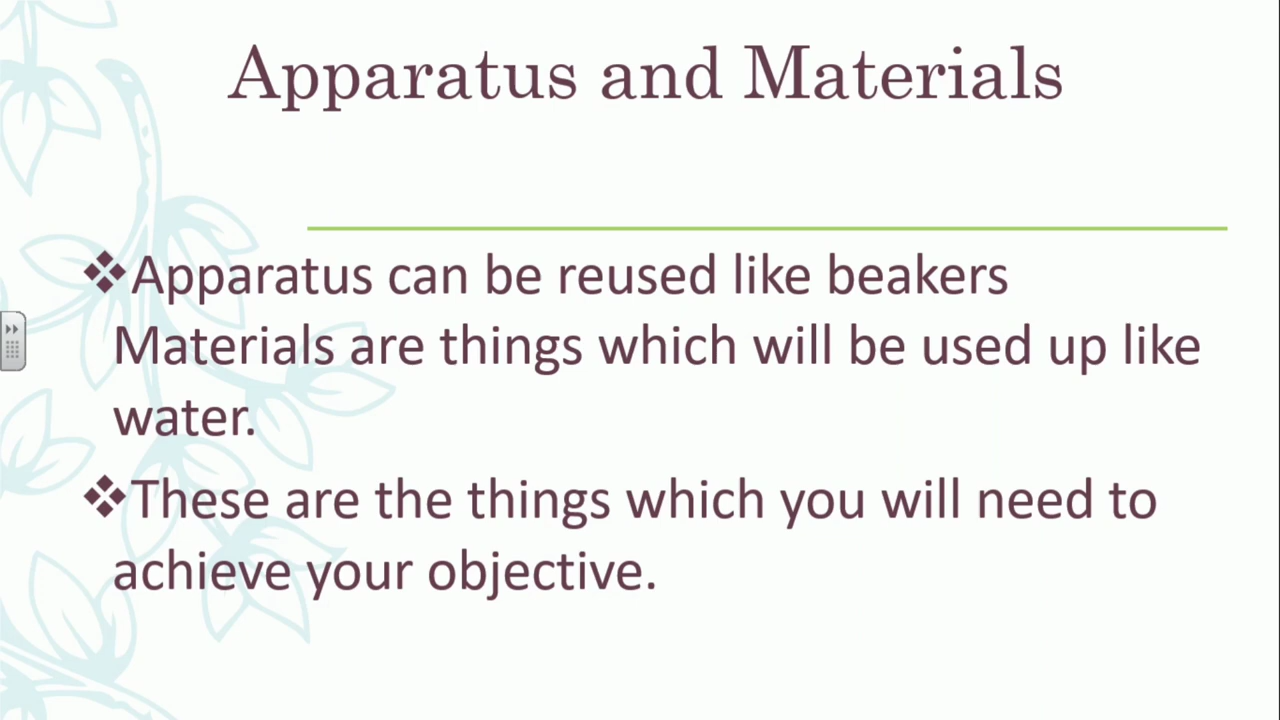 Apparatus and Materials
❖Apparatus can be reused like beakers
Materials are things which will be used up like
water.
❖These are the things which you will need to
achieve your objective.